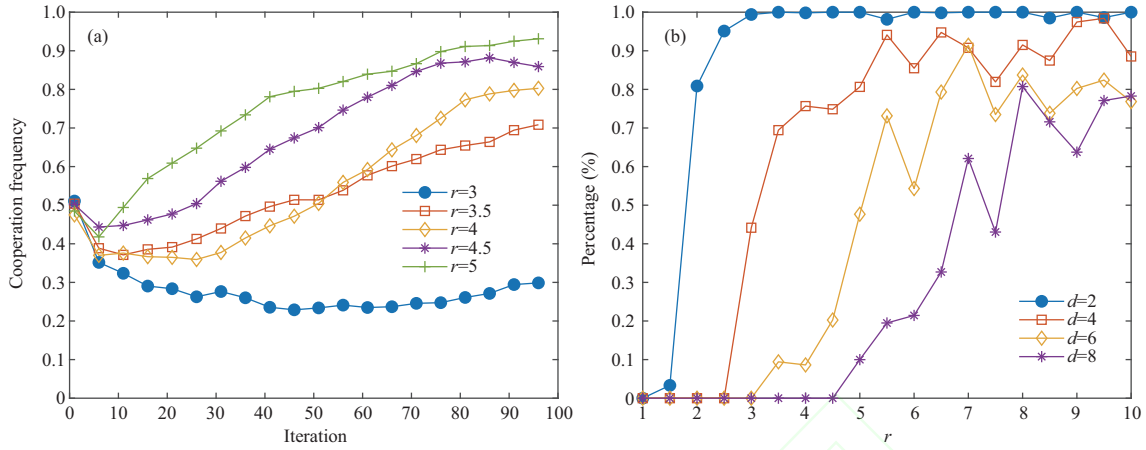 (a)
Cooperation frequency
1.0
0.9
0.8
0.7
0.6
0.5
0.4
0.3
0.2
0.1
0
0 10 20 30 40 50 60 70 80 90 100
Iteration
r=3
r=3.5
r=4
r=4.5
r=5
(b)
Percentage (%)
1.0
0.9
0.8
0.7
0.6
0.5
0.4
0.3
0.2
0.1
0
1 2 3 4 5 6 7 8 9 10
r
d=2
d=4
d=6
d=8